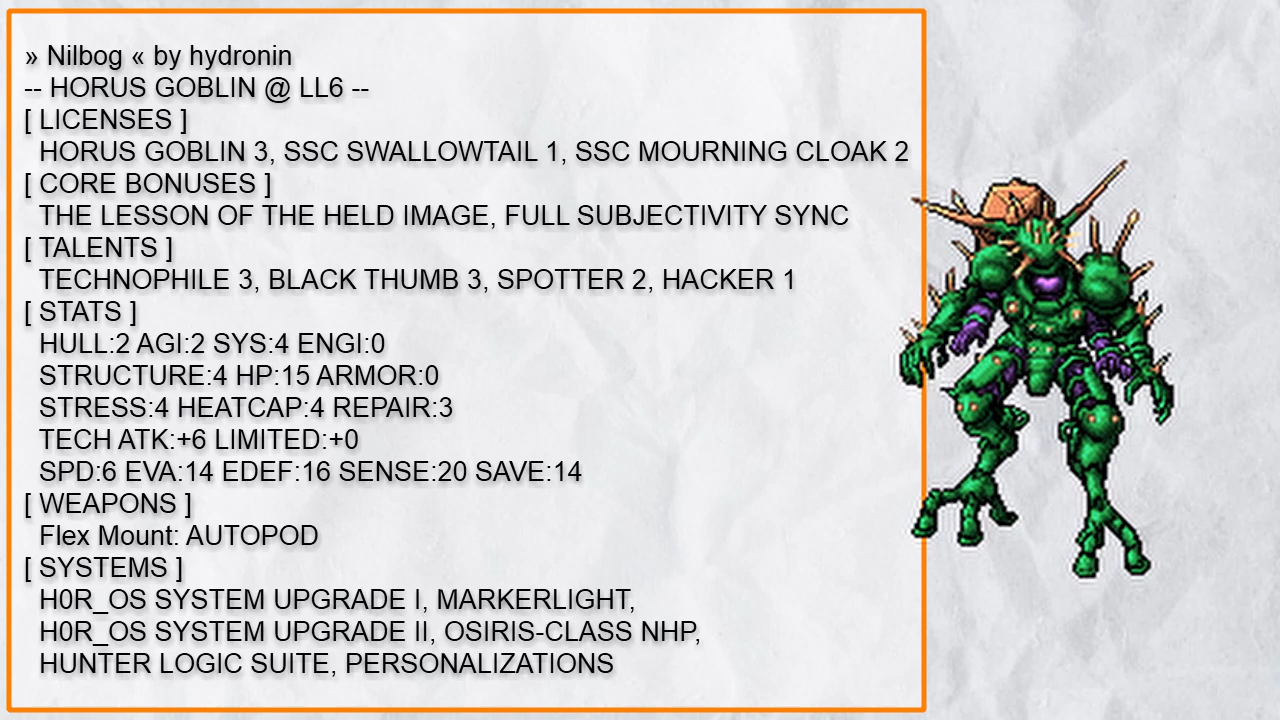 » Nilbog « by hydronin
-- HORUS GOBLIN @ LL6 --
[ LICENSES ]
HORUS GOBLIN 3, SSC SWALLOWTAIL 1, SSC MOURNING CLOAK 2
[ CORE BONUSES ]
THE LESSON OF THE HELD IMAGE, FULL SUBJECTIVITY SYNC
[ TALENTS ]
TECHNOPHILE 3, BLACK THUMB 3, SPOTTER 2, HACKER 1
[ STATS ]
HULL:2 AGI:2 SYS:4 ENGI:0
STRUCTURE:4 HP:15 ARMOR:0
STRESS:4 HEATCAP:4 REPAIR:3
TECH ATK:+6 LIMITED:+0
SPD:6 EVA:14 EDEF:16 SENSE:20 SAVE:14
[ WEAPONS ]
Flex Mount: AUTOPOD
[ SYSTEMS ]
H0R_OS SYSTEM UPGRADE I, MARKERLIGHT,
H0R_OS SYSTEM UPGRADE II, OSIRIS-CLASS NHP,
HUNTER LOGIC SUITE, PERSONALIZATIONS